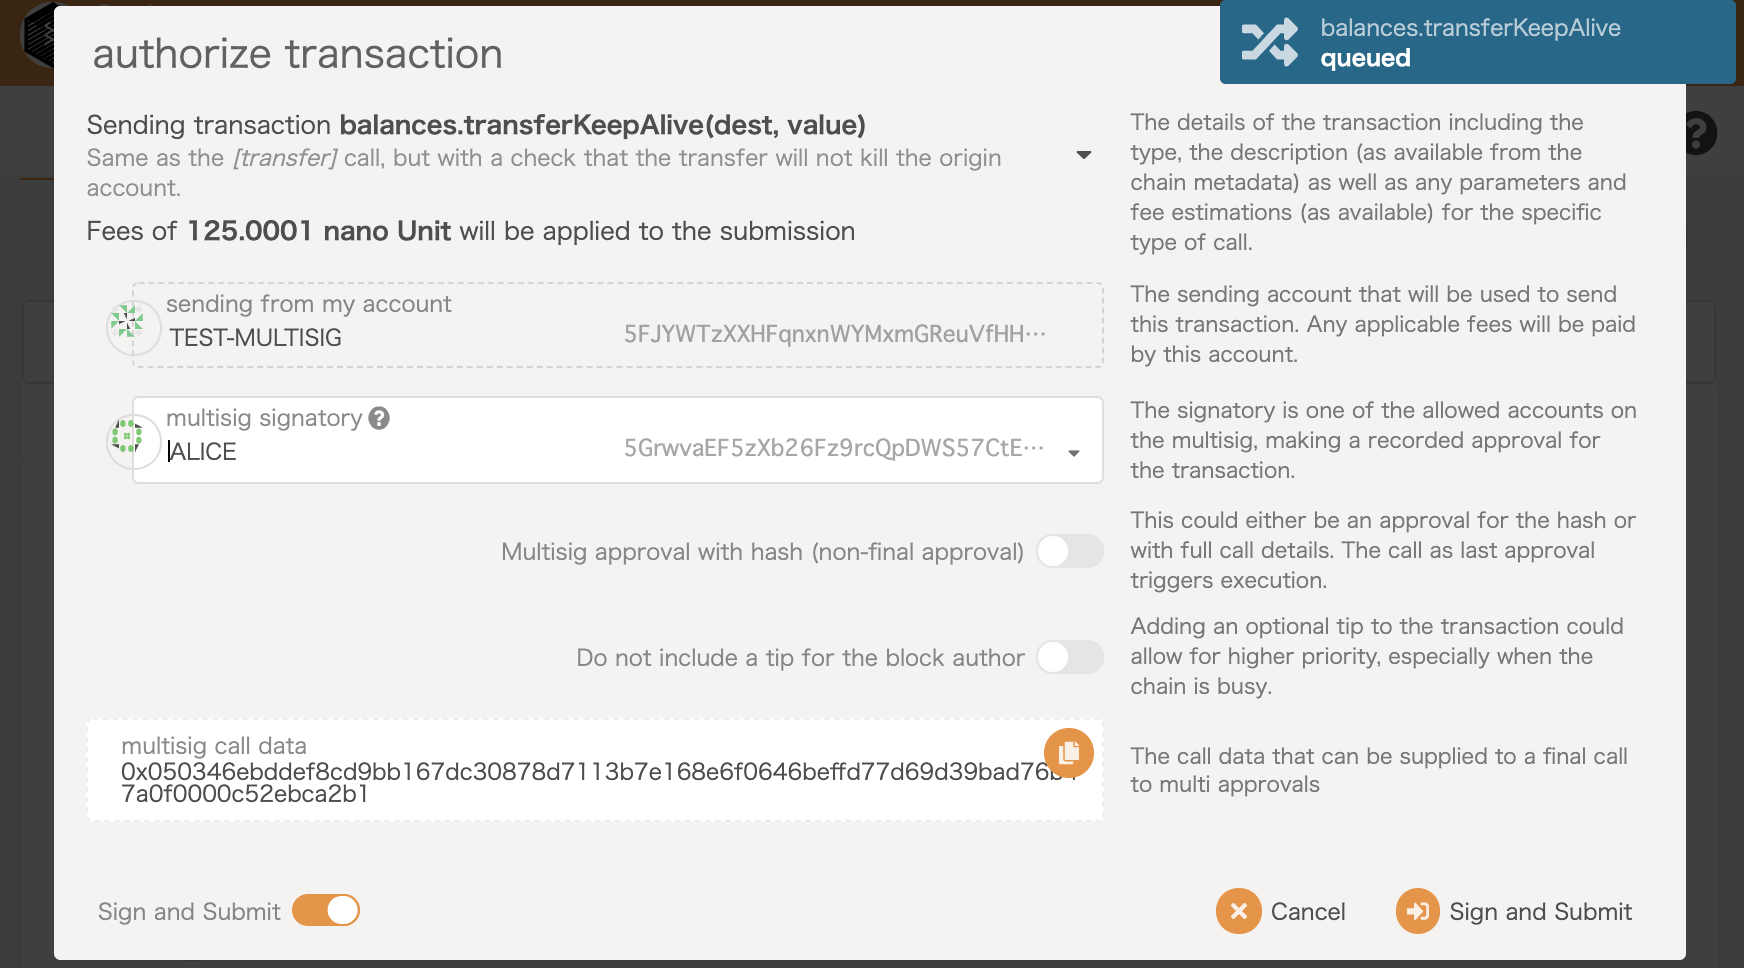 authorize transaction
balances.transferKeepAlive
queued
Sending transaction balances.transferKeepAlive(dest, value)
Same as the [transfer] call, but with a check that the transfer will not kill the origin
account.
Fees of 125.0001 nano Unit will be applied to the submission
The details of the transaction including the
type, the description (as available from the
chain metadata) as well as any parameters and
fee estimations (as available) for the specific
type of call.
sending from my account
TEST-MULTISIG 5FJYWTzXXHFqnxnWYMxmGReuVfHH…
The sending account that will be used to send
this transaction. Any applicable fees will be paid
by this account.
multisig signatory ?
ALICE 5GrwvaEF5zXb26Fz9rcQpDWS57CtE…
The signatory is one of the allowed accounts on
the multisig, making a recorded approval for
the transaction.
Multisig approval with hash (non-final approval)
This could either be an approval for the hash or
with full call details. The call as last approval
triggers execution.
Do not include a tip for the block author
Adding an optional tip to the transaction could
allow for higher priority, especially when the
chain is busy.
multisig call data
0x050346ebddef8cd9bb167dc30878d7113b7e168e6f0646beffd77d69d39bad76b47a0f0000c52ebca2b1
The call data that can be supplied to a final call
to multi approvals
Sign and Submit
Cancel
Sign and Submit